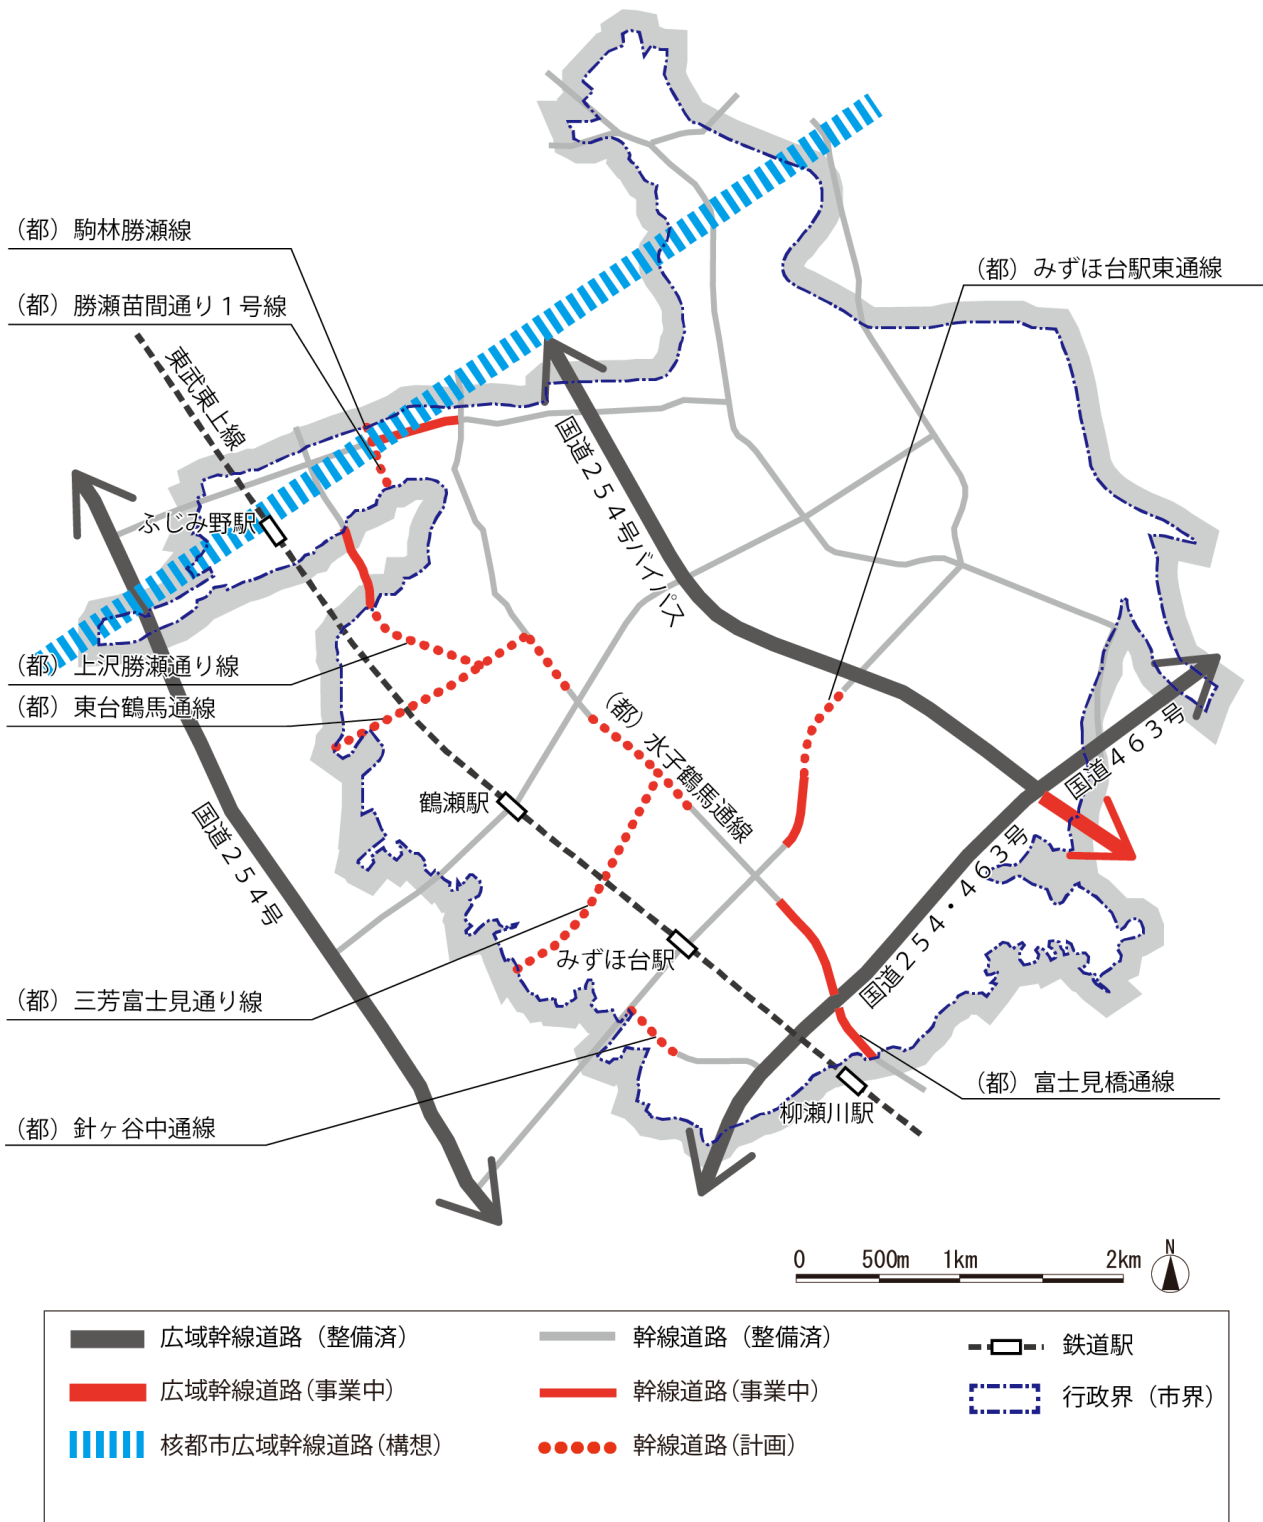 (都) 駒林勝瀬線
(都) みずほ台駅東通線
(都) 勝瀬苗間通り1号線
東武東上線
国道254号バイパス
ふじみ野駅
(都) 上沢勝瀬通り線
(都) 東台鶴馬通線
(都) 水子鶴馬通線
国道463号
鶴瀬駅
国道254号
国道254・463号
みずほ台駅
(都) 三芳富士見通り線
(都) 富士見橋通線
柳瀬川駅
(都) 針ヶ谷中通線
0 500m 1km 2km
N
広域幹線道路 (整備済)
幹線道路 (整備済)
鉄道駅
広域幹線道路(事業中)
幹線道路(事業中)
行政界 (市界)
核都市広域幹線道路(構想)
幹線道路(計画)